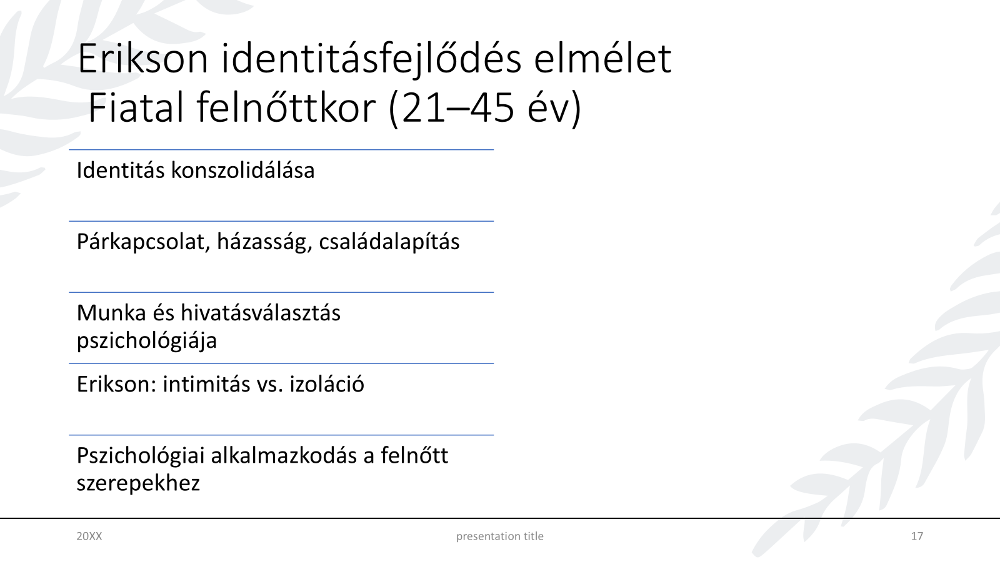 Erikson identitásfejlődés elmélet
Fiatal felnőttkor (21–45 év)
Identitás konszolidálása
Párkapcsolat, házasság, családalapítás
Munka és hivatásválasztás
pszichológiája
Erikson: intimitás vs. izoláció
Pszichológiai alkalmazkodás a felnőtt
szerepekhez
20XX
presentation title
17